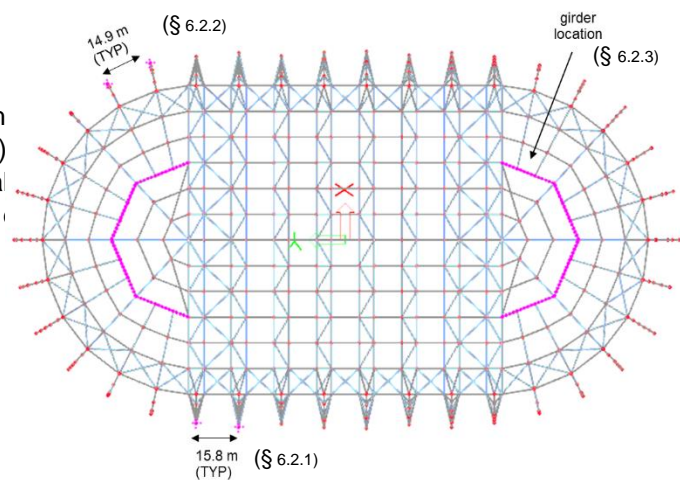 14.9 m
(TYP)
(§ 6.2.2)
girder
location
(§ 6.2.3)
n
)
X
15.8 m
(TYP)
(§ 6.2.1)